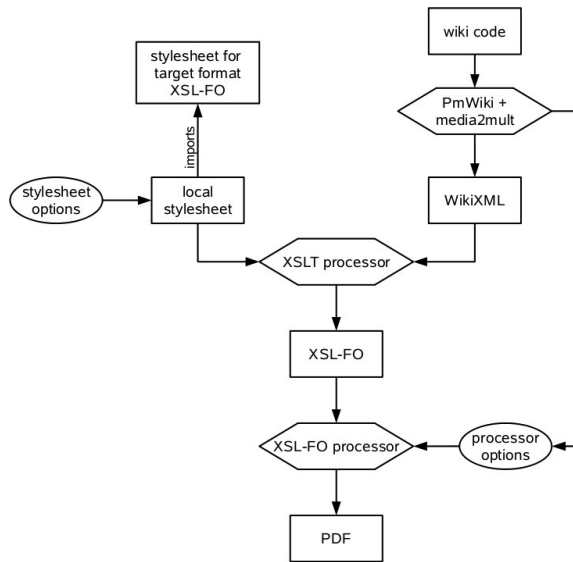 wiki code
stylesheet for
target format
XSL-FO
PmWiki +
media2mult
imports
stylesheet
options
local
stylesheet
WikiXML
XSLT processor
XSL-FO
XSL-FO processor
processor
options
PDF